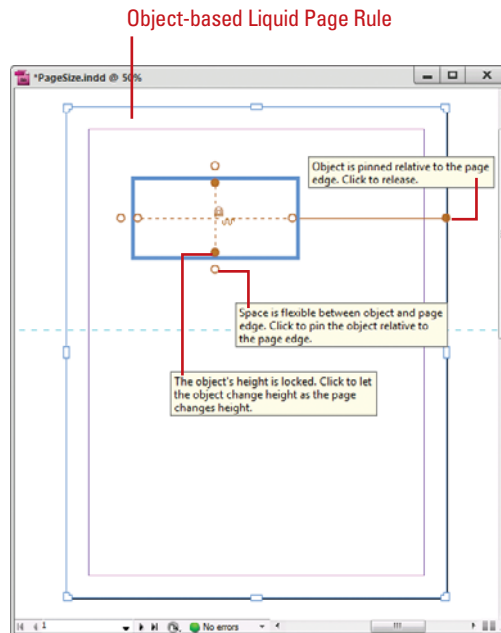 Object-based Liquid Page Rule
*PageSize.indd @ 50%
Object is pinned relative to the page
edge. Click to release.
Space is flexible between object and page
edge. Click to pin the object relative to
the page edge.
The object's height is locked. Click to let
the object change height as the page
changes height.
1
No errors